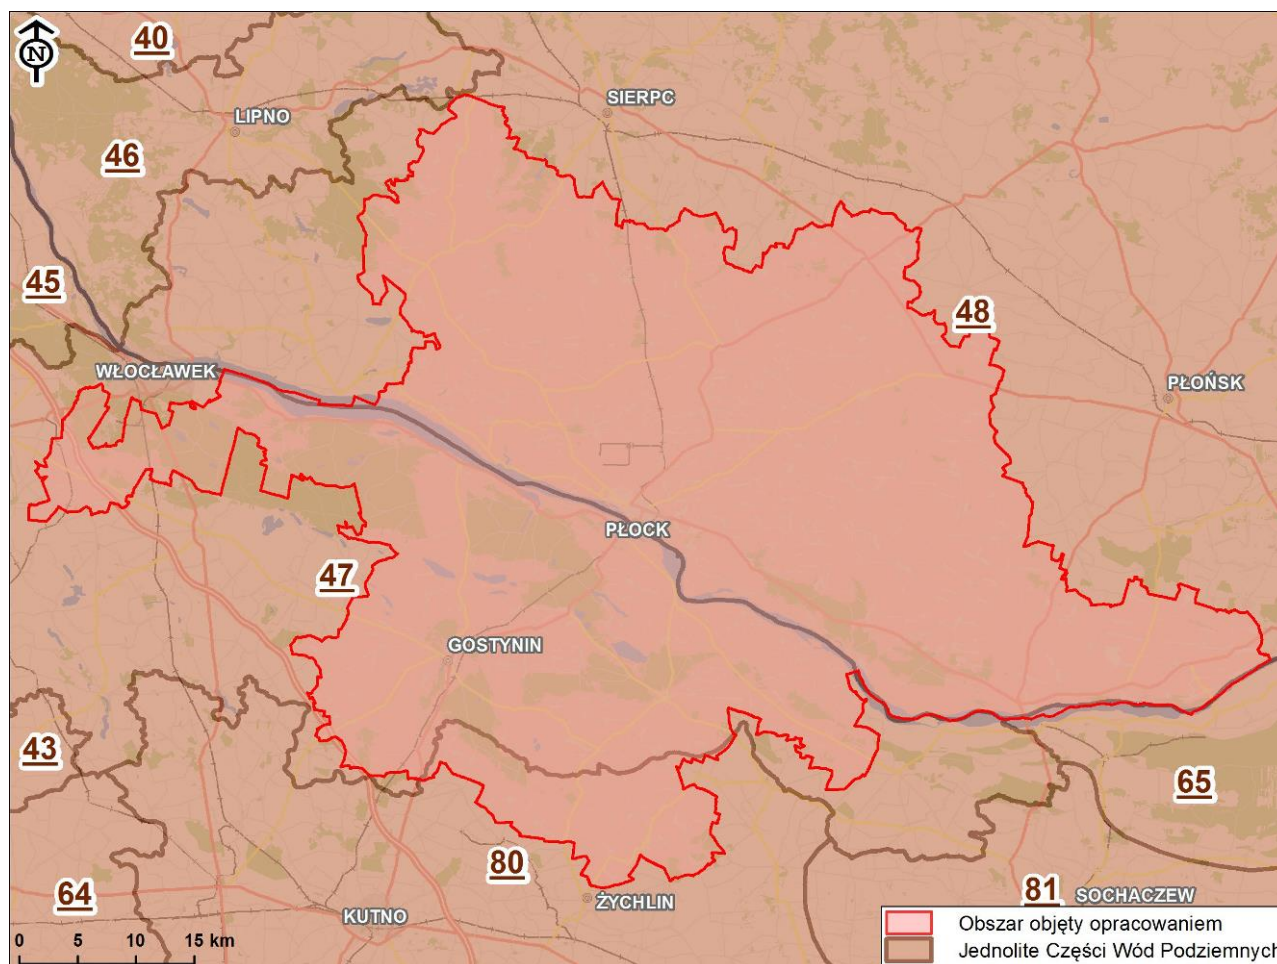 40
N
SIERPC
LIPNO
46
45
48
WŁOCŁAWEK
PŁOŃSK
PŁOCK
47
GOSTYNIN
43
65
80
64
81
SOCHACZEW
ŻYCHLIN
KUTNO
Obszar objęty opracowaniem
0 5 10 15 km
Jednolite Części Wód Podziemnych